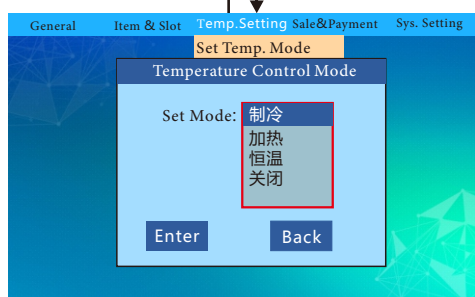 General Item & Slot Temp.Setting Sale&Payment Sys. Setting
Set Temp. Mode
Temperature Control Mode
Set Mode: 制冷
加热
恒温
关闭
Enter Back